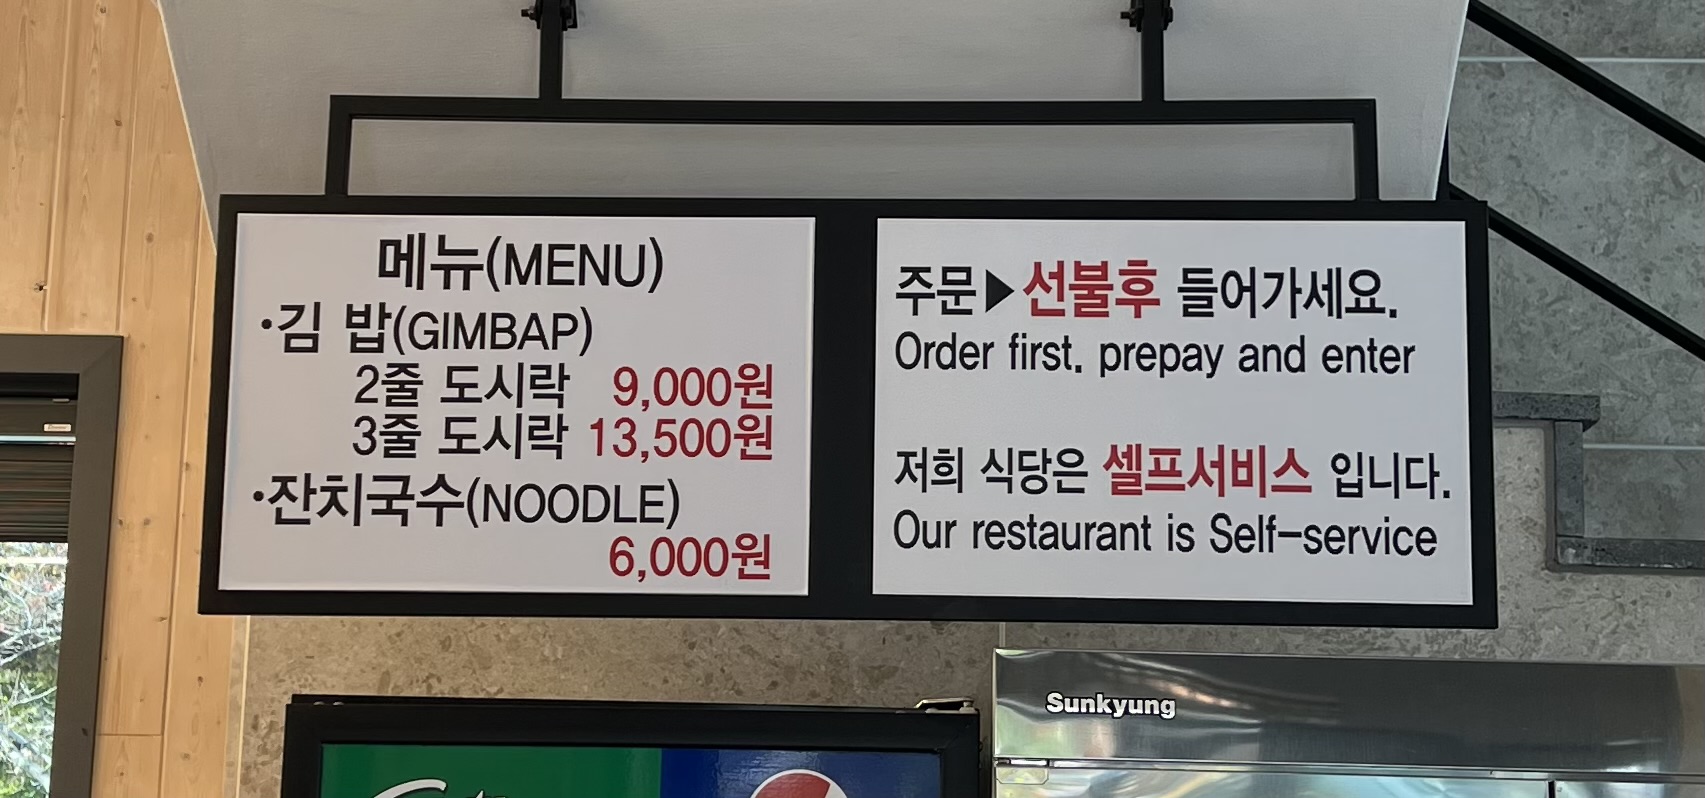 메뉴(MENU)
·김 밥(GIMBAP)
2줄 도시락 9,000원
3줄 도시락 13,500원
·잔치국수(NOODLE)
6,000원
주문▶선불후 들어가세요.
Order first. prepay and enter
저희 식당은 셀프서비스 입니다.
Our restaurant is Self-service
Sunkyung